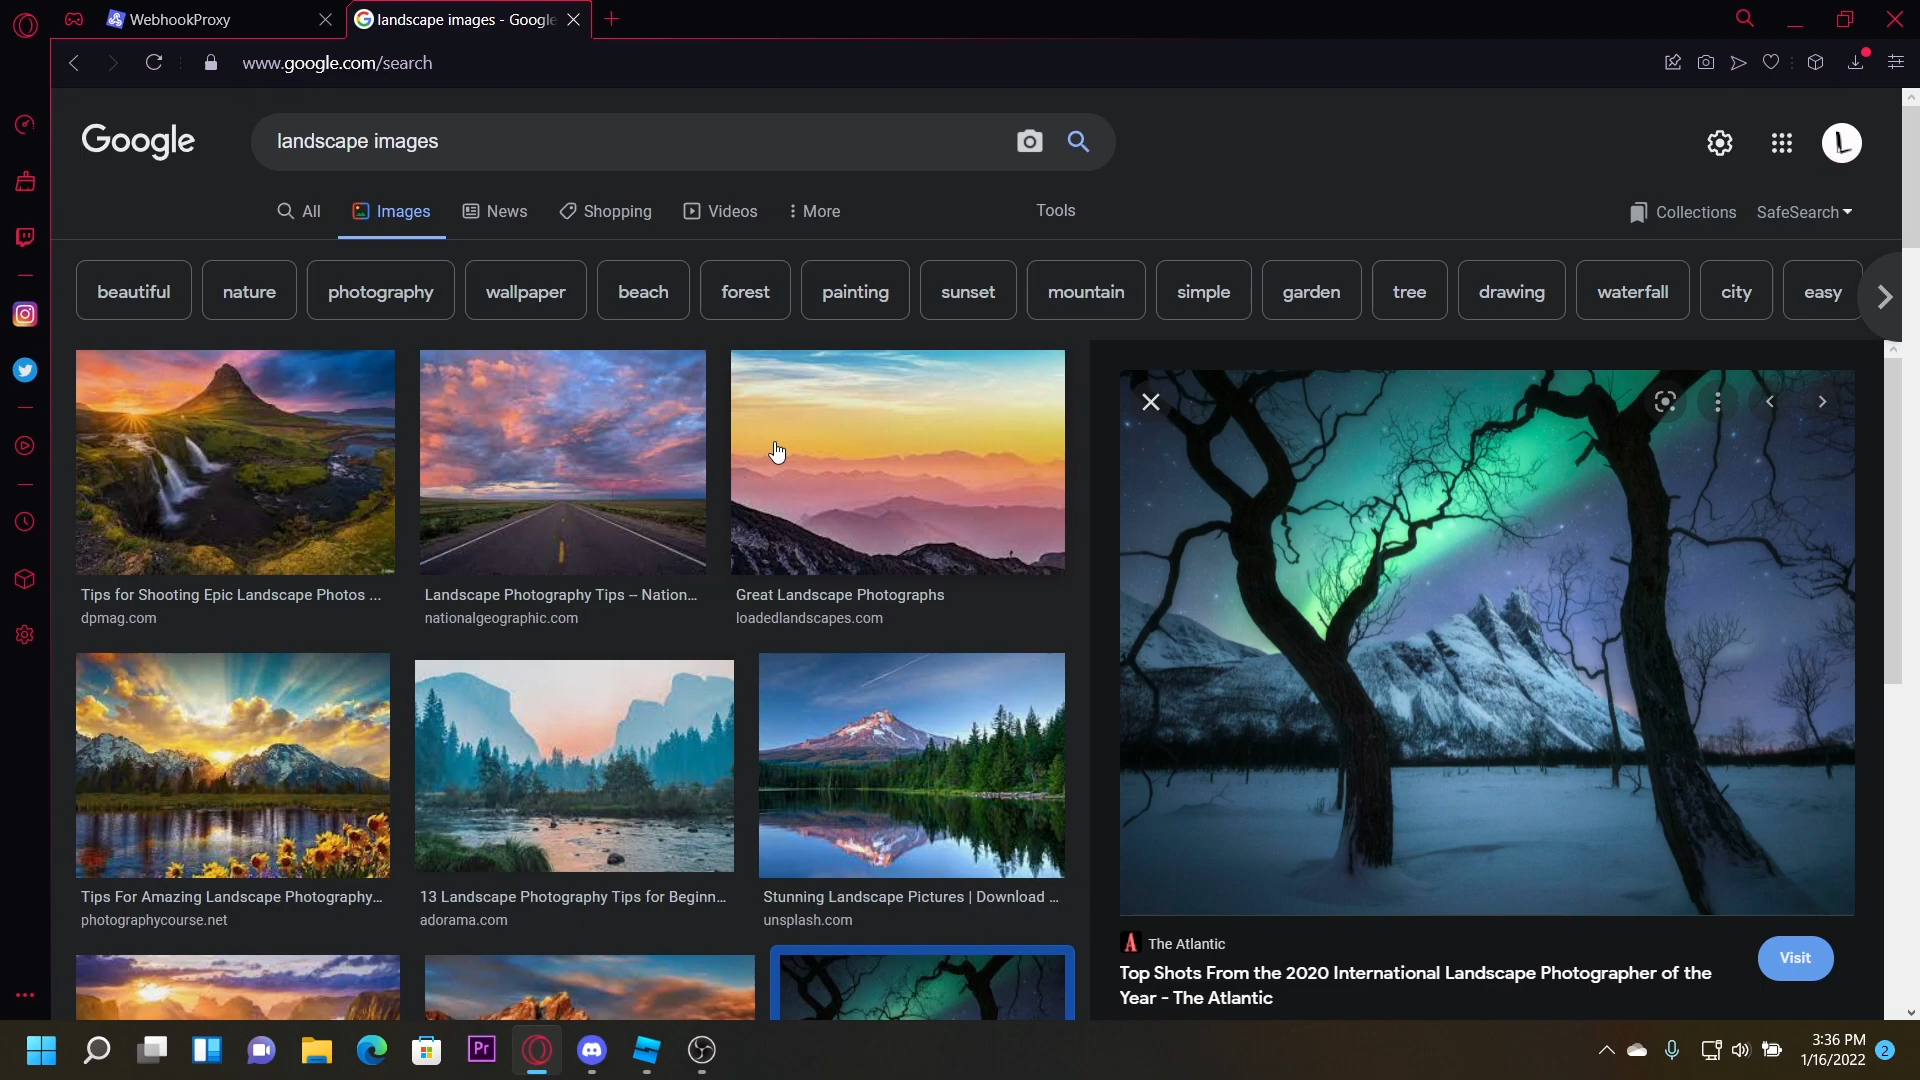 WebhookProxy
landscape images - Google
www.google.com/search
Google
landscape images
All
Images
News
Shopping
Videos
More
Tools
Collections
SafeSearch
beautiful
nature
photography
wallpaper
beach
forest
painting
sunset
mountain
simple
garden
tree
drawing
waterfall
city
easy
Tips for Shooting Epic Landscape Photos ...
dpmag.com
Landscape Photography Tips -- Nation...
nationalgeographic.com
Great Landscape Photographs
loadedlandscapes.com
Tips For Amazing Landscape Photography...
photographycourse.net
13 Landscape Photography Tips for Beginn...
adorama.com
Stunning Landscape Pictures | Download ...
unsplash.com
A
The Atlantic
Top Shots From the 2020 International Landscape Photographer of the
Year - The Atlantic
Visit
Pr
3:36 PM
1/16/2022
2